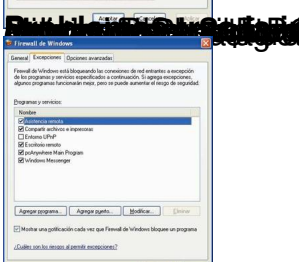 Aceptar Cancelar
Firewall de Windows
General Excepciones Opciones avanzadas
Firewall de Windows está bloqueando las conexiones de red entrantes a excepción
de los programas y servicios especificados a continuación. Si agrega excepciones,
algunos programas funcionarán mejor, pero se puede aumentar el riesgo de seguridad.
Programas y servicios:
Nombre
Asistencia remota
Compartir archivos e impresoras
Entorno UPnP
Escritorio remoto
pcAnywhere Main Program
Windows Messenger
Agregar programa... Agregar puerto... Modificar... Eliminar
Mostrar una notificación cada vez que Firewall de Windows bloquee un programa
¿Cuáles son los riesgos al permitir excepciones?